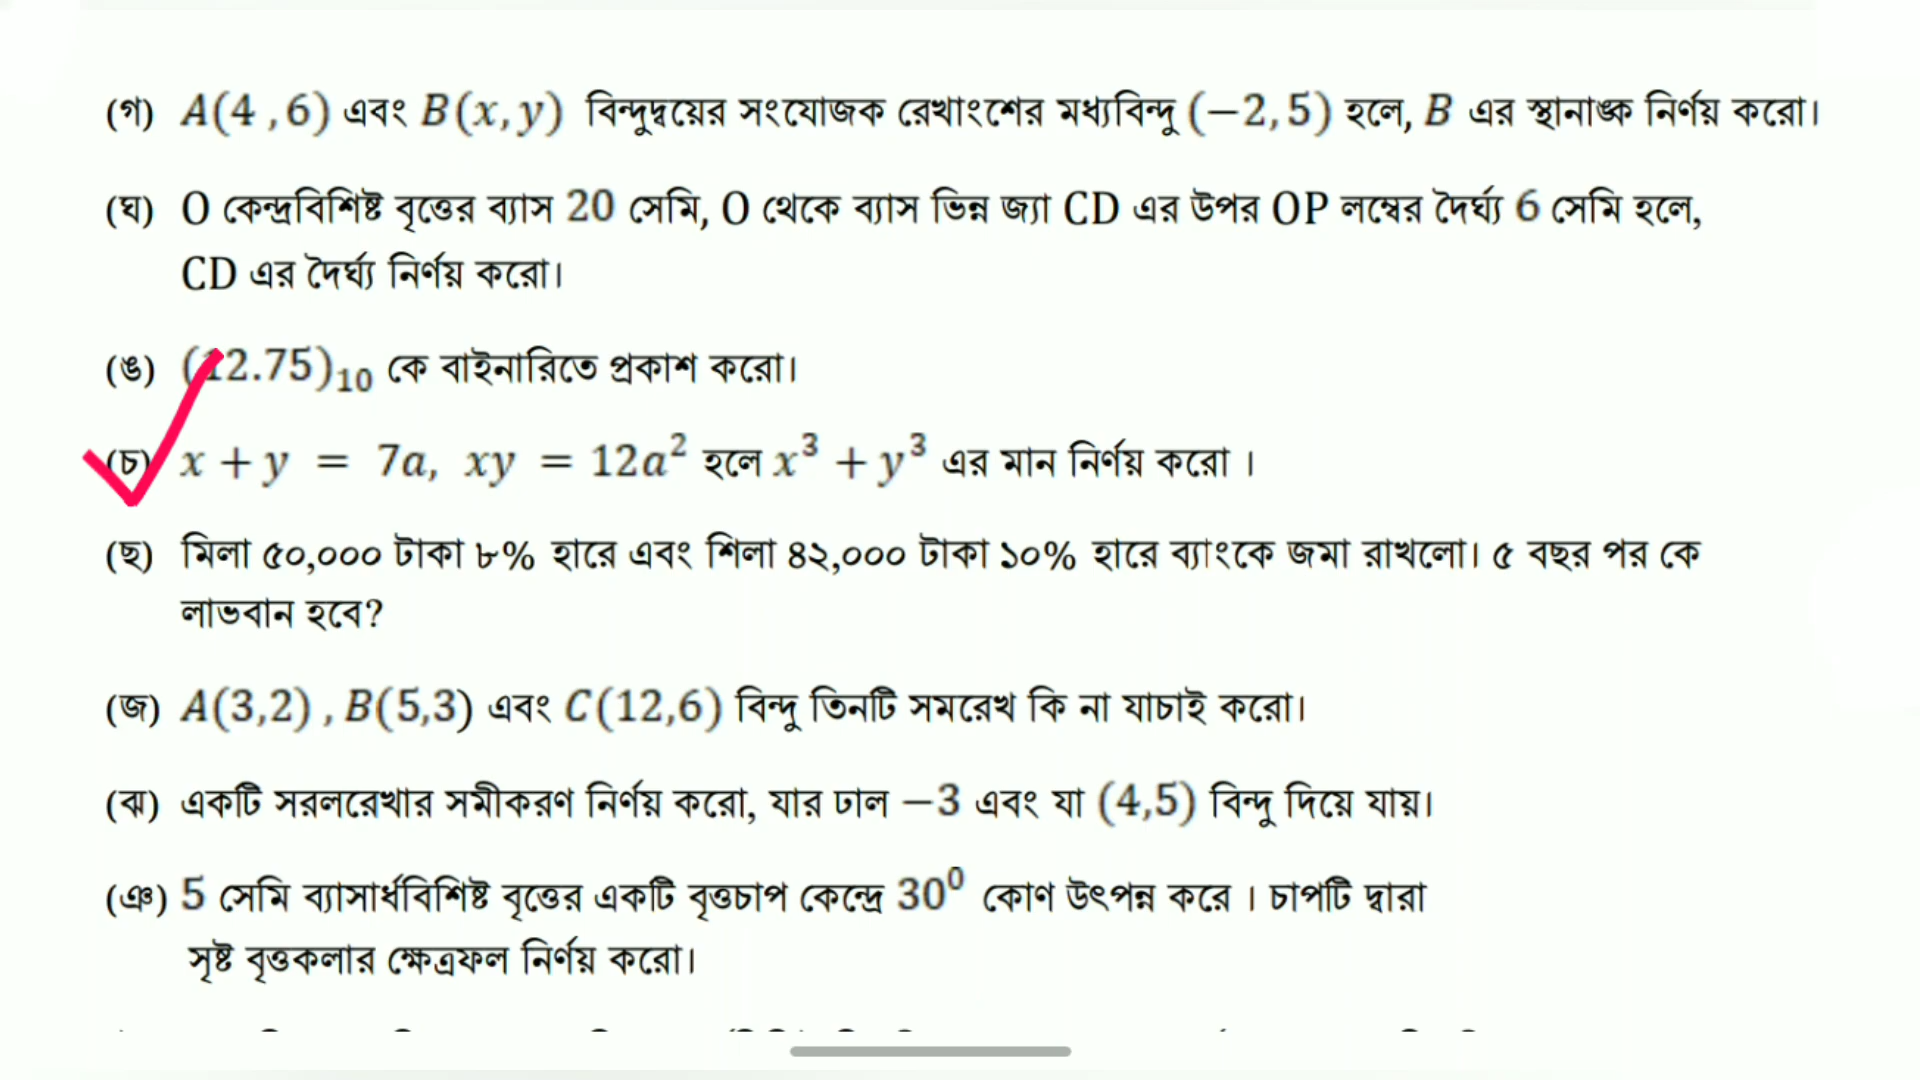 (গ) A(4 ,6) এবং B(x, y) বিন্দুদ্বয়ের সংযোজক রেখাংশের মধ্যবিন্দু (−2, 5) হলে, B এর স্থানাঙ্ক নির্ণয় করো।
(ঘ) O কেন্দ্রবিশিষ্ট বৃত্তের ব্যাস 20 সেমি, O থেকে ব্যাস ভিন্ন জ্যা CD এর উপর OP লম্বের দৈর্ঘ্য 6 সেমি হলে,
CD এর দৈর্ঘ্য নির্ণয় করো।
(ঙ) (12.75)₁₀ কে বাইনারিতে প্রকাশ করো।
(চ) x + y = 7a, xy = 12a² হলে x³ + y³ এর মান নির্ণয় করো ।
(ছ) মিলা ৫০,০০০ টাকা ৮% হারে এবং শিলা ৪২,০০০ টাকা ১০% হারে ব্যাংকে জমা রাখলো। ৫ বছর পর কে
লাভবান হবে?
(জ) A(3,2) , B(5,3) এবং C(12,6) বিন্দু তিনটি সমরেখ কি না যাচাই করো।
(ঝ) একটি সরলরেখার সমীকরণ নির্ণয় করো, যার ঢাল −3 এবং যা (4,5) বিন্দু দিয়ে যায়।
(ঞ) 5 সেমি ব্যাসার্ধবিশিষ্ট বৃত্তের একটি বৃত্তচাপ কেন্দ্রে 30⁰ কোণ উৎপন্ন করে । চাপটি দ্বারা
সৃষ্ট বৃত্তকলার ক্ষেত্রফল নির্ণয় করো।